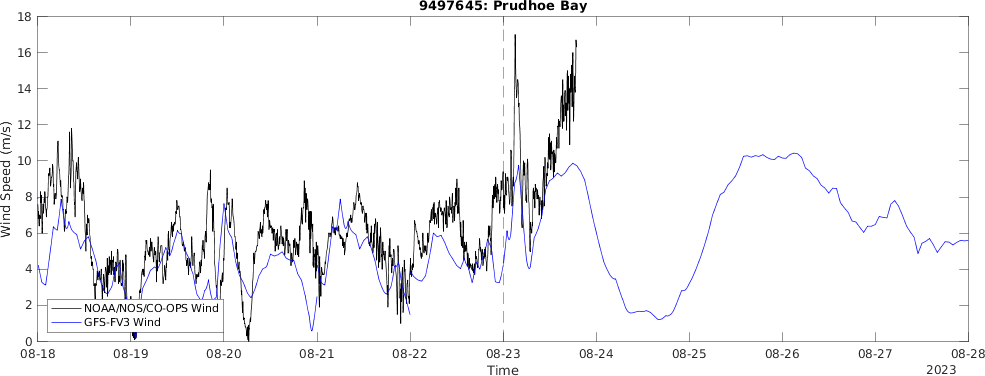 9497645: Prudhoe Bay
18
16
14
12
10
8
6
4
2
0
Wind Speed (m/s)
NOAA/NOS/CO-OPS Wind
GFS-FV3 Wind
08-18 08-19 08-20 08-21 08-22 08-23 08-24 08-25 08-26 08-27 08-28
Time
2023